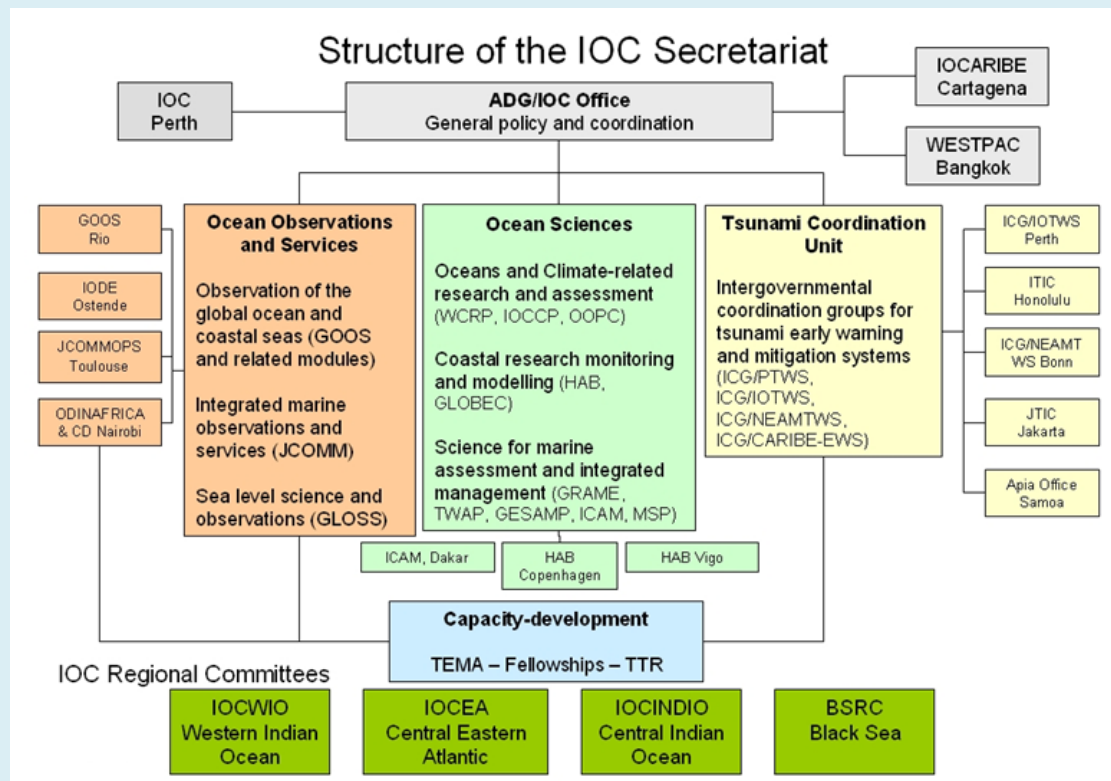 Structure of the IOC Secretariat
IOC
Perth
ADG/IOC Office
General policy and coordination
IOCARIBE
Cartagena
WESTPAC
Bangkok
GOOS
Rio
IODE
Ostende
JCOMMOPS
Toulouse
ODINAFRICA
& CD Nairobi
Ocean Observations
and Services
Observation of the
global ocean and
coastal seas (GOOS
and related modules)
Integrated marine
observations and
services (JCOMM)
Sea level science and
observations (GLOSS)
Ocean Sciences
Oceans and Climate-related
research and assessment
(WCRP, IOCCP, OOPC)
Coastal research monitoring
and modelling (HAB,
GLOBEC)
Science for marine
assessment and integrated
management (GRAME,
TWAP, GESAMP, ICAM, MSP)
ICAM, Dakar
HAB
Copenhagen
HAB Vigo
Tsunami Coordination
Unit
Intergovernmental
coordination groups for
tsunami early warning
and mitigation systems
(ICG/PTWS,
ICG/IOTWS,
ICG/NEAMTWS,
ICG/CARIBE-EWS)
ICG/IOTWS
Perth
ITIC
Honolulu
ICG/NEAMT
WS Bonn
JTIC
Jakarta
Apia Office
Samoa
Capacity-development
TEMA – Fellowships – TTR
IOC Regional Committees
IOCWIO
Western Indian
Ocean
IOCEA
Central Eastern
Atlantic
IOCINDIO
Central Indian
Ocean
BSRC
Black Sea